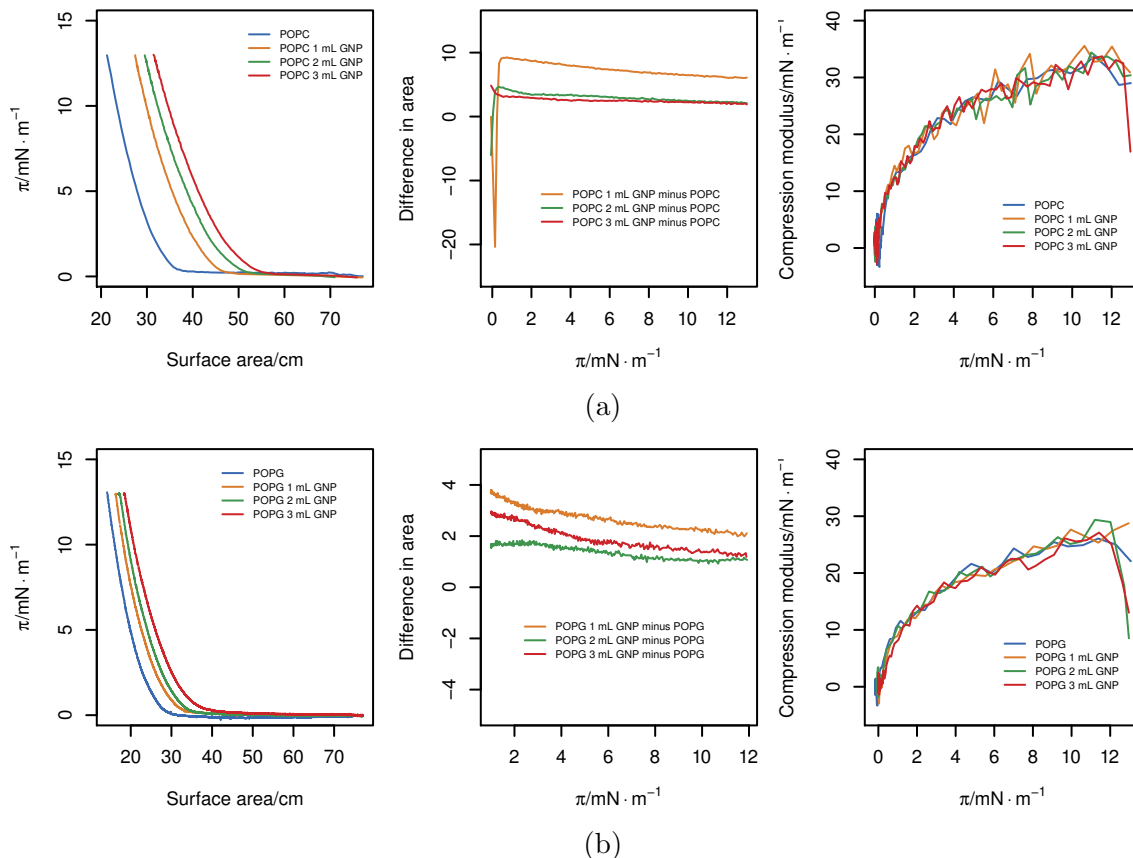 15
10
5
0
π/mN · m⁻¹
20 30 40 50 60 70
Surface area/cm
POPC
POPC 1 mL GNP
POPC 2 mL GNP
POPC 3 mL GNP
10
0
−10
−20
Difference in area
0 2 4 6 8 10 12
π/mN · m⁻¹
POPC 1 mL GNP minus POPC
POPC 2 mL GNP minus POPC
POPC 3 mL GNP minus POPC
40
30
20
10
0
Compression modulus/mN · m⁻¹
0 2 4 6 8 10 12
π/mN · m⁻¹
POPC
POPC 1 mL GNP
POPC 2 mL GNP
POPC 3 mL GNP
(a)
15
10
5
0
π/mN · m⁻¹
20 30 40 50 60 70
Surface area/cm
POPG
POPG 1 mL GNP
POPG 2 mL GNP
POPG 3 mL GNP
4
2
0
−2
−4
Difference in area
2 4 6 8 10 12
π/mN · m⁻¹
POPG 1 mL GNP minus POPG
POPG 2 mL GNP minus POPG
POPG 3 mL GNP minus POPG
40
30
20
10
0
Compression modulus/mN · m⁻¹
0 2 4 6 8 10 12
π/mN · m⁻¹
POPG
POPG 1 mL GNP
POPG 2 mL GNP
POPG 3 mL GNP
(b)